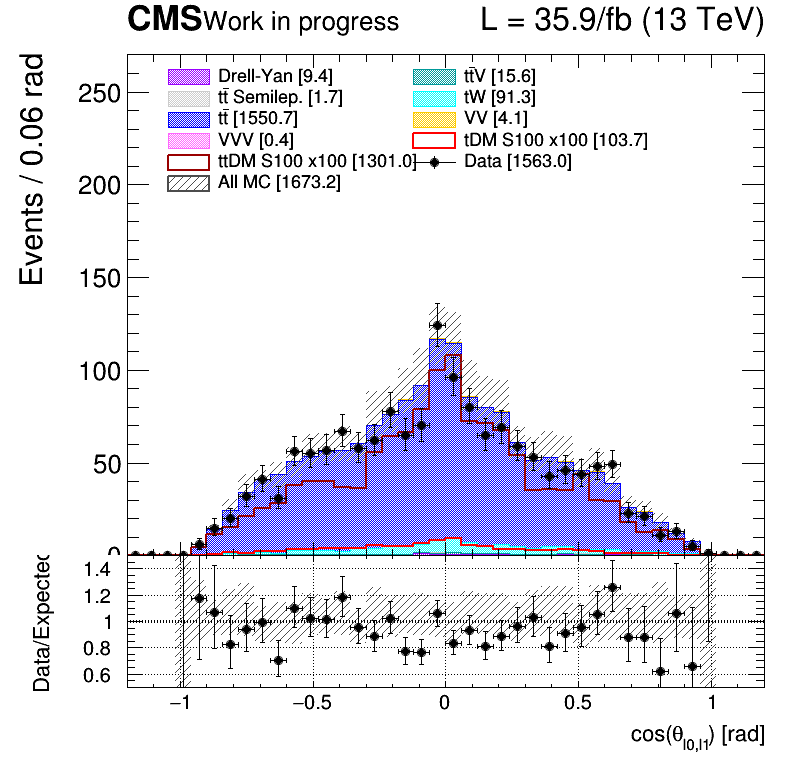 CMS Work in progress L = 35.9/fb (13 TeV)
Events / 0.06 rad
250
200
150
100
50
0
Drell-Yan [9.4]
tt̄V [15.6]
tt̄ Semilep. [1.7]
tW [91.3]
tt̄ [1550.7]
VV [4.1]
VVV [0.4]
tDM S100 x100 [103.7]
ttDM S100 x100 [1301.0]
Data [1563.0]
All MC [1673.2]
Data/Expected
1.4
1.2
1
0.8
0.6
−1 −0.5 0 0.5 1
cos(θl0,l1) [rad]